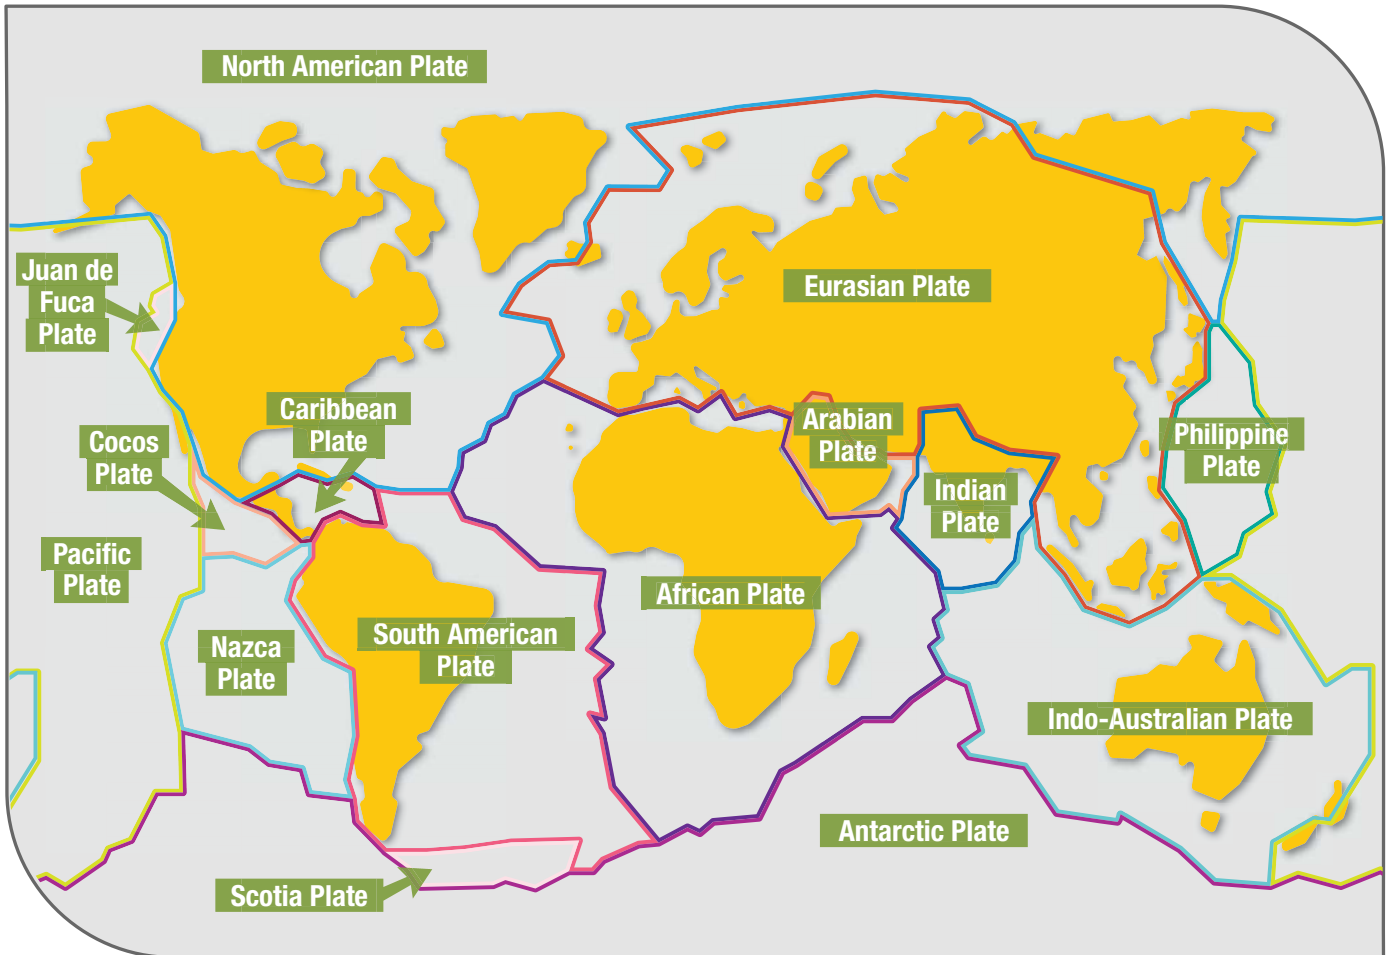 North American Plate
Juan de
Fuca
Plate
Eurasian Plate
Caribbean
Plate
Arabian
Plate
Cocos
Plate
Philippine
Plate
Indian
Plate
Pacific
Plate
African Plate
South American
Plate
Nazca
Plate
Indo-Australian Plate
Antarctic Plate
Scotia Plate